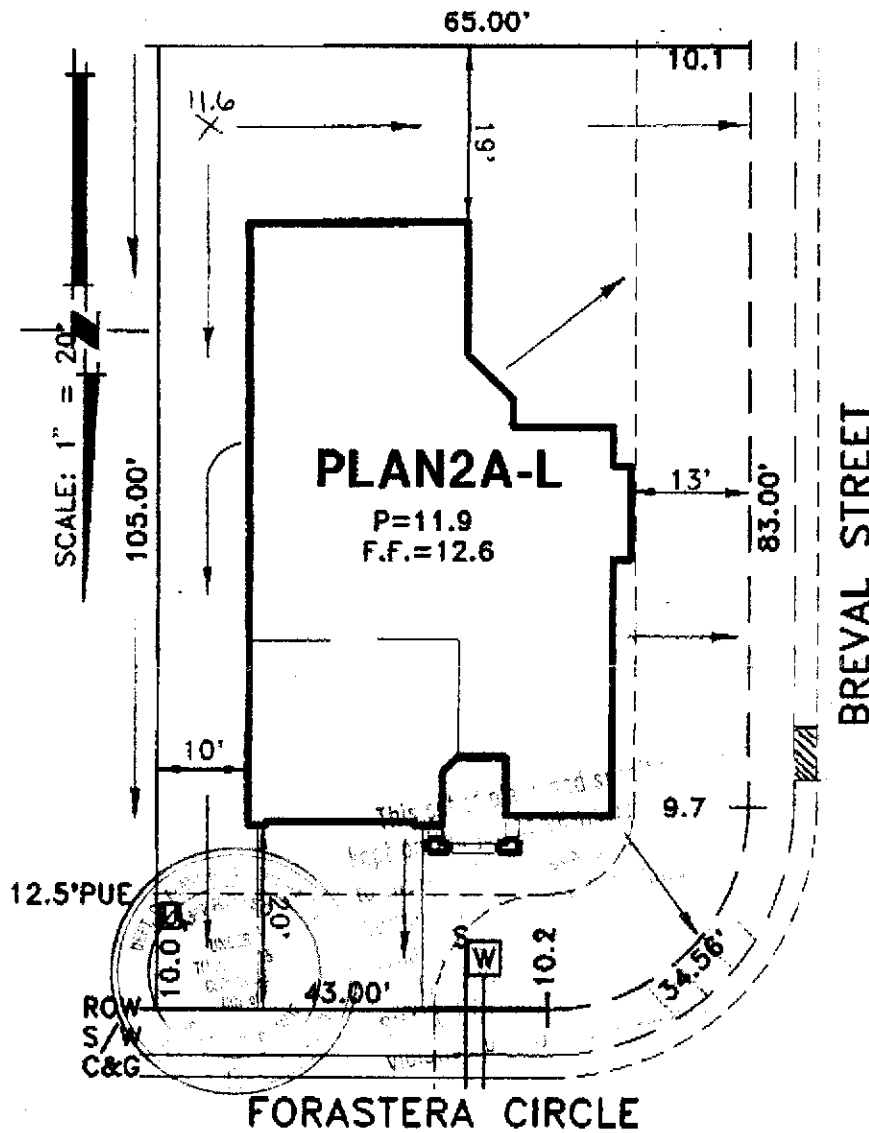 65.00'
10.1
11.6
19'
SCALE: 1" = 20'
105.00'
PLAN2A-L
P=11.9
F.F.=12.6
13'
83.00'
BREVAL STREET
10'
This
9.7
12.5'PUE
20'
10.0
S
W
10.2
34.56'
43.00'
ROW
S/W
C&G
FORASTERA CIRCLE